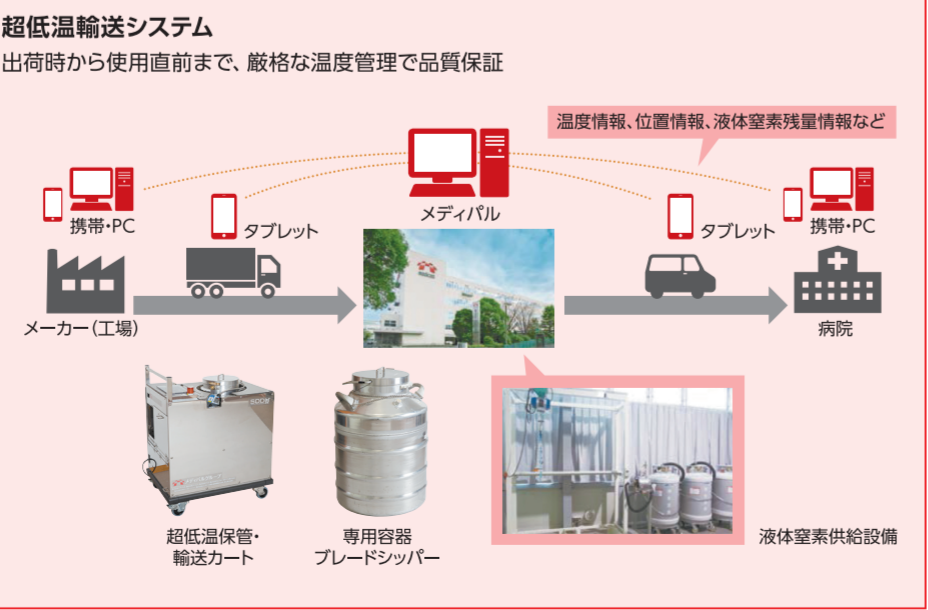 超低温輸送システム
出荷時から使用直前まで、厳格な温度管理で品質保証
温度情報、位置情報、液体窒素残量情報など
メディパル
携帯・PC
タブレット
タブレット
携帯・PC
メーカー（工場）
病院
超低温保管・
輸送カート
専用容器
ブレードシッパー
液体窒素供給設備